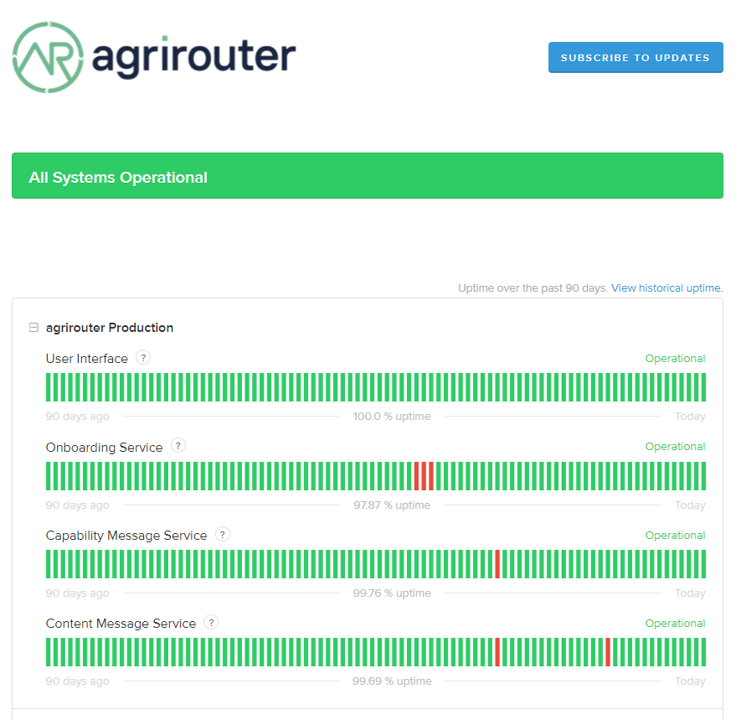 AR agrirouter
SUBSCRIBE TO UPDATES
All Systems Operational
Uptime over the past 90 days. View historical uptime.
agrirouter Production
User Interface ? Operational
90 days ago 100.0 % uptime Today
Onboarding Service ? Operational
90 days ago 97.87 % uptime Today
Capability Message Service ? Operational
90 days ago 99.76 % uptime Today
Content Message Service ? Operational
90 days ago 99.69 % uptime Today